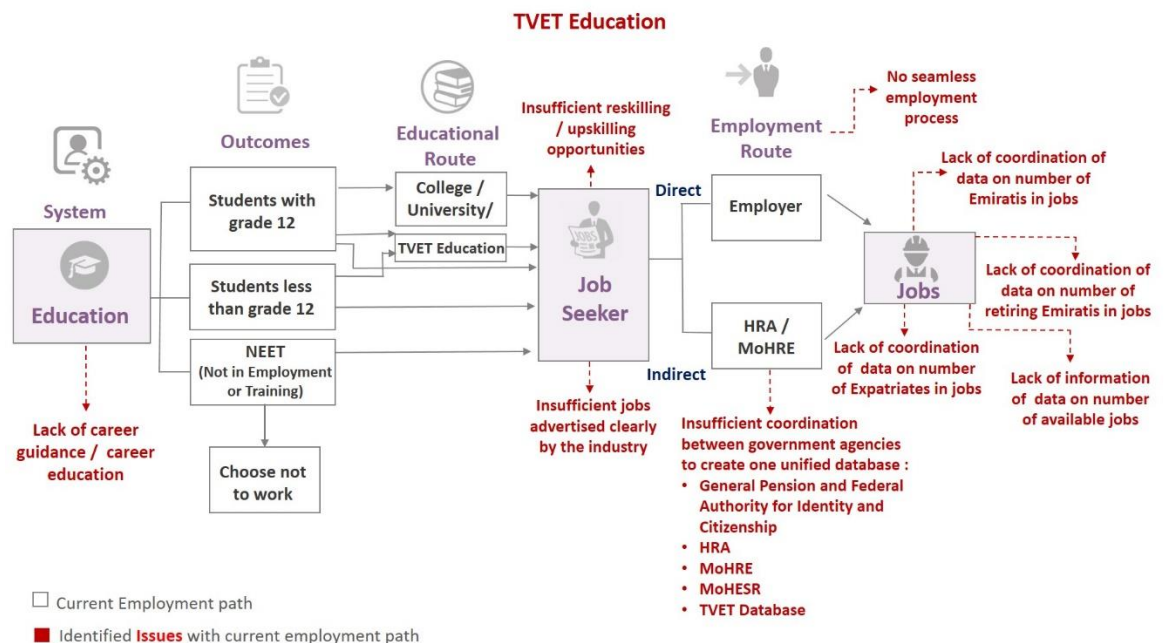 TVET Education
System
Education
Lack of career
guidance / career
education
Outcomes
Students with
grade 12
Students less
than grade 12
NEET
(Not in Employment
or Training)
Choose not
to work
Educational
Route
College /
University/
TVET Education
Insufficient reskilling
/ upskilling
opportunities
Job
Seeker
Insufficient jobs
advertised clearly
by the industry
Employment
Route
No seamless
employment
process
Direct
Employer
Indirect
HRA /
MoHRE
Insufficient coordination
between government agencies
to create one unified database :
• General Pension and Federal
Authority for Identity and
Citizenship
• HRA
• MoHRE
• MoHESR
• TVET Database
JOBS
Jobs
Lack of coordination of
data on number of
Emiratis in jobs
Lack of coordination of
data on number of
retiring Emiratis in jobs
Lack of coordination
of data on number
of Expatriates in jobs
Lack of information
of data on number
of available jobs
Current Employment path
Identified Issues with current employment path